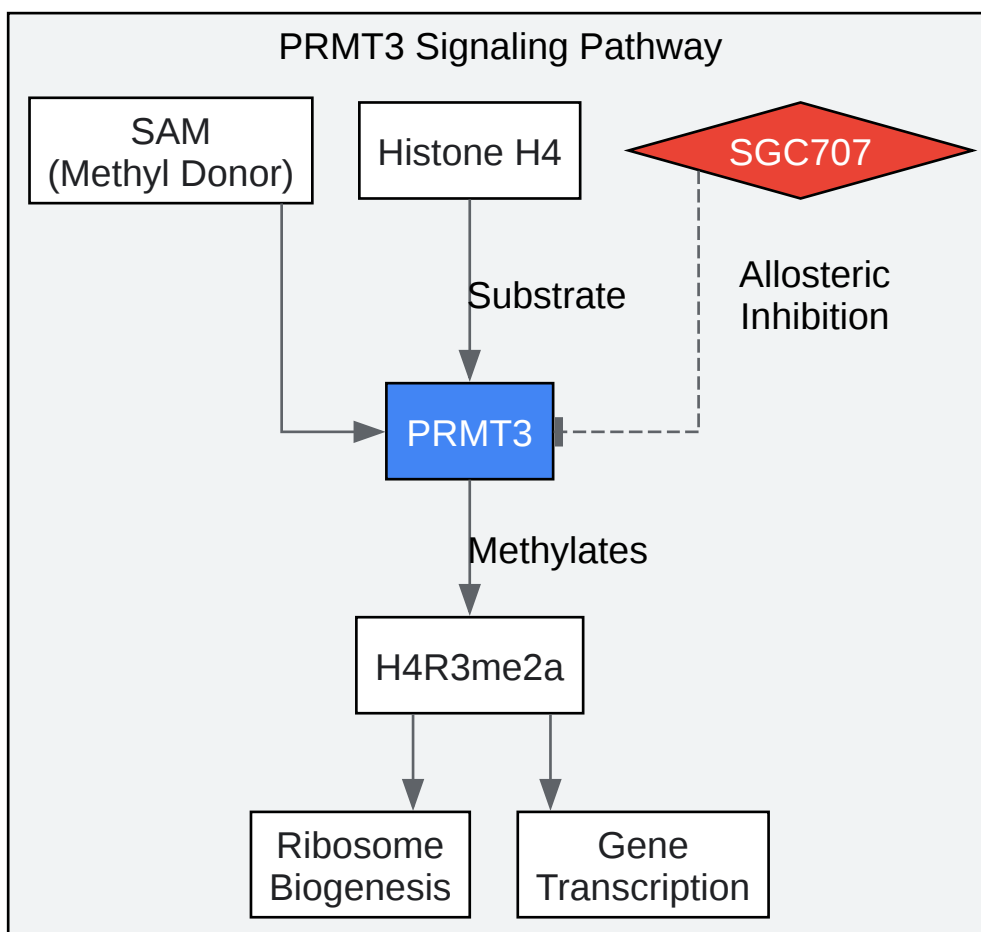 PRMT3 Signaling Pathway
SAM
(Methyl Donor)
Histone H4
SGC707
Substrate
Allosteric
Inhibition
PRMT3
Methylates
H4R3me2a
Ribosome
Biogenesis
Gene
Transcription